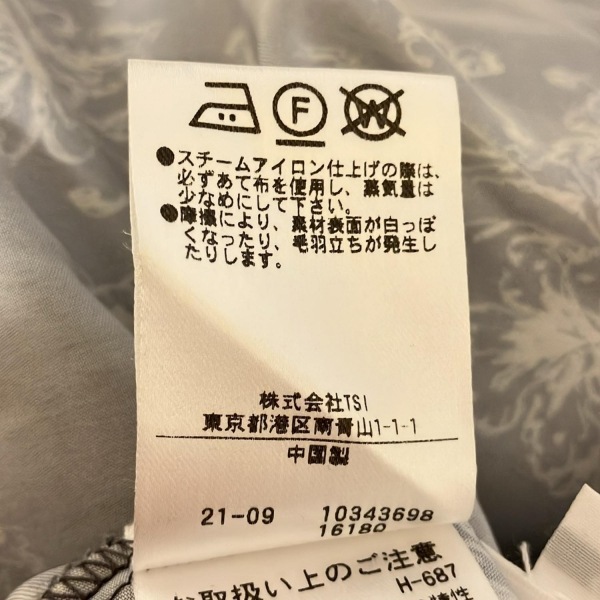 F W
●スチームアイロン仕上げの際は、
必ずあて布を使用し、蒸気量は
少なめにして下さい。
●摩擦により、素材表面が白っぽ
くなったり、毛羽立ちが発生し
たりします。
株式会社TSI
東京都港区南青山1-1-1
中国製
21-09 10343698
16180
お取扱い上のご注意
H-687
特性